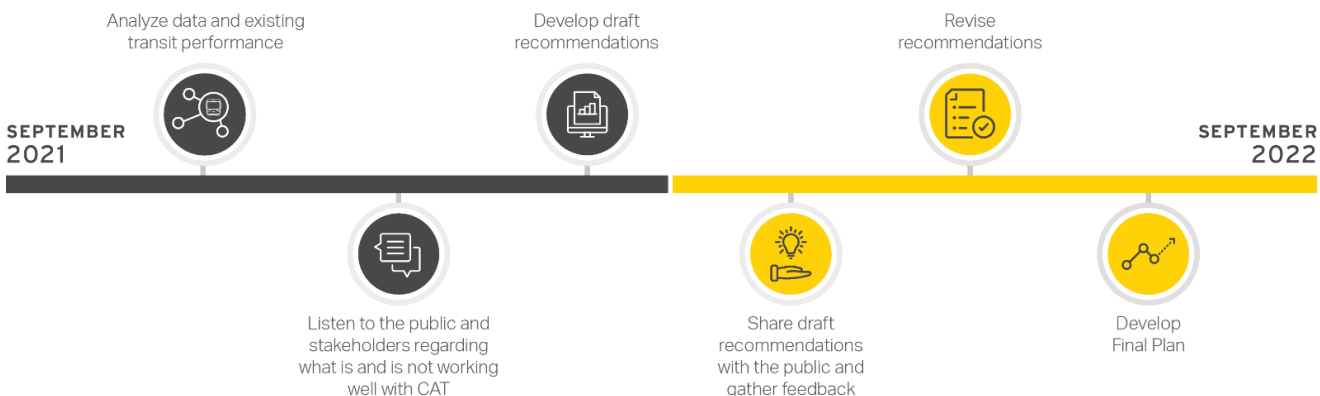 Analyze data and existing
transit performance
Develop draft
recommendations
Revise
recommendations
SEPTEMBER
2021
SEPTEMBER
2022
Listen to the public and
stakeholders regarding
what is and is not working
well with CAT
Share draft
recommendations
with the public and
gather feedback
Develop
Final Plan